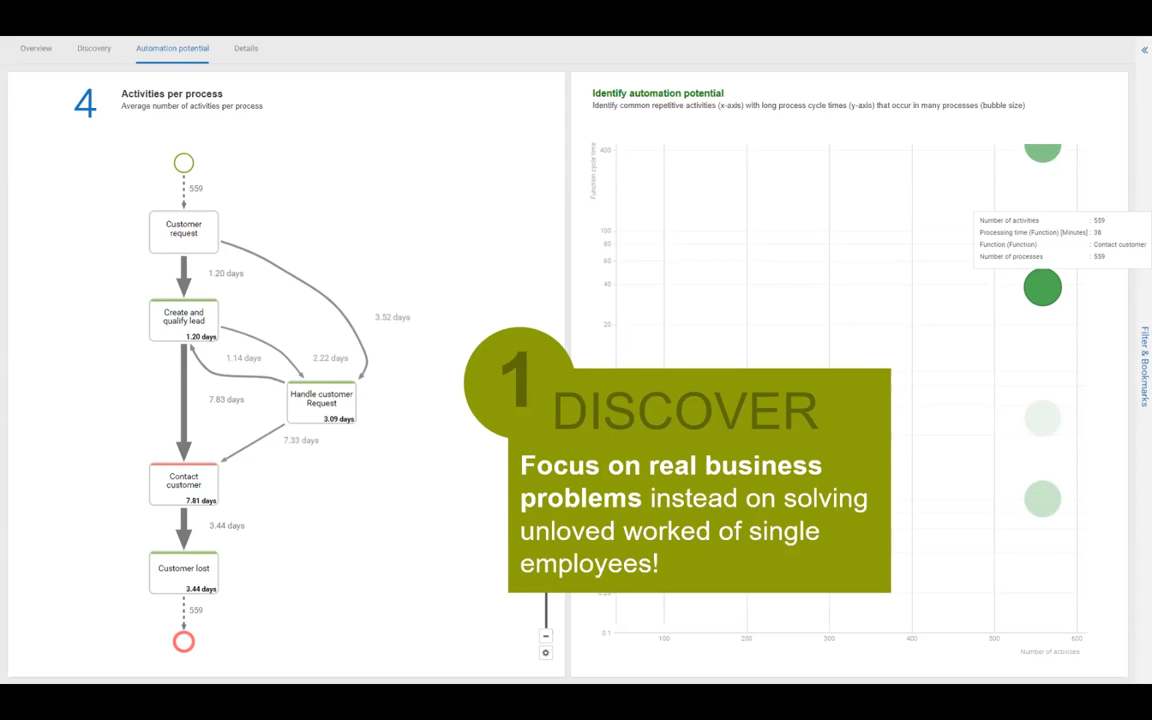 Overview
Discovery
Automation potential
Details
4
Activities per process
Average number of activities per process
559
Customer
request
1.20 days
3.52 days
Create and
qualify lead
1.20 days
1.14 days
2.22 days
7.83 days
Handle customer
Request
3.09 days
7.33 days
Contact
customer
7.81 days
3.44 days
Customer lost
3.44 days
559
Identify automation potential
Identify common repetitive activities (x-axis) with long process cycle times (y-axis) that occur in many processes (bubble size)
Function cycle time
400
100
80
60
40
20
0.1
100
200
300
400
500
600
Number of activities
Number of activities : 559
Processing time (Function) [Minutes] : 38
Function (Function) : Contact customer
Number of processes : 559
Filter & Bookmarks
1
DISCOVER
Focus on real business
problems instead on solving
unloved worked of single
employees!